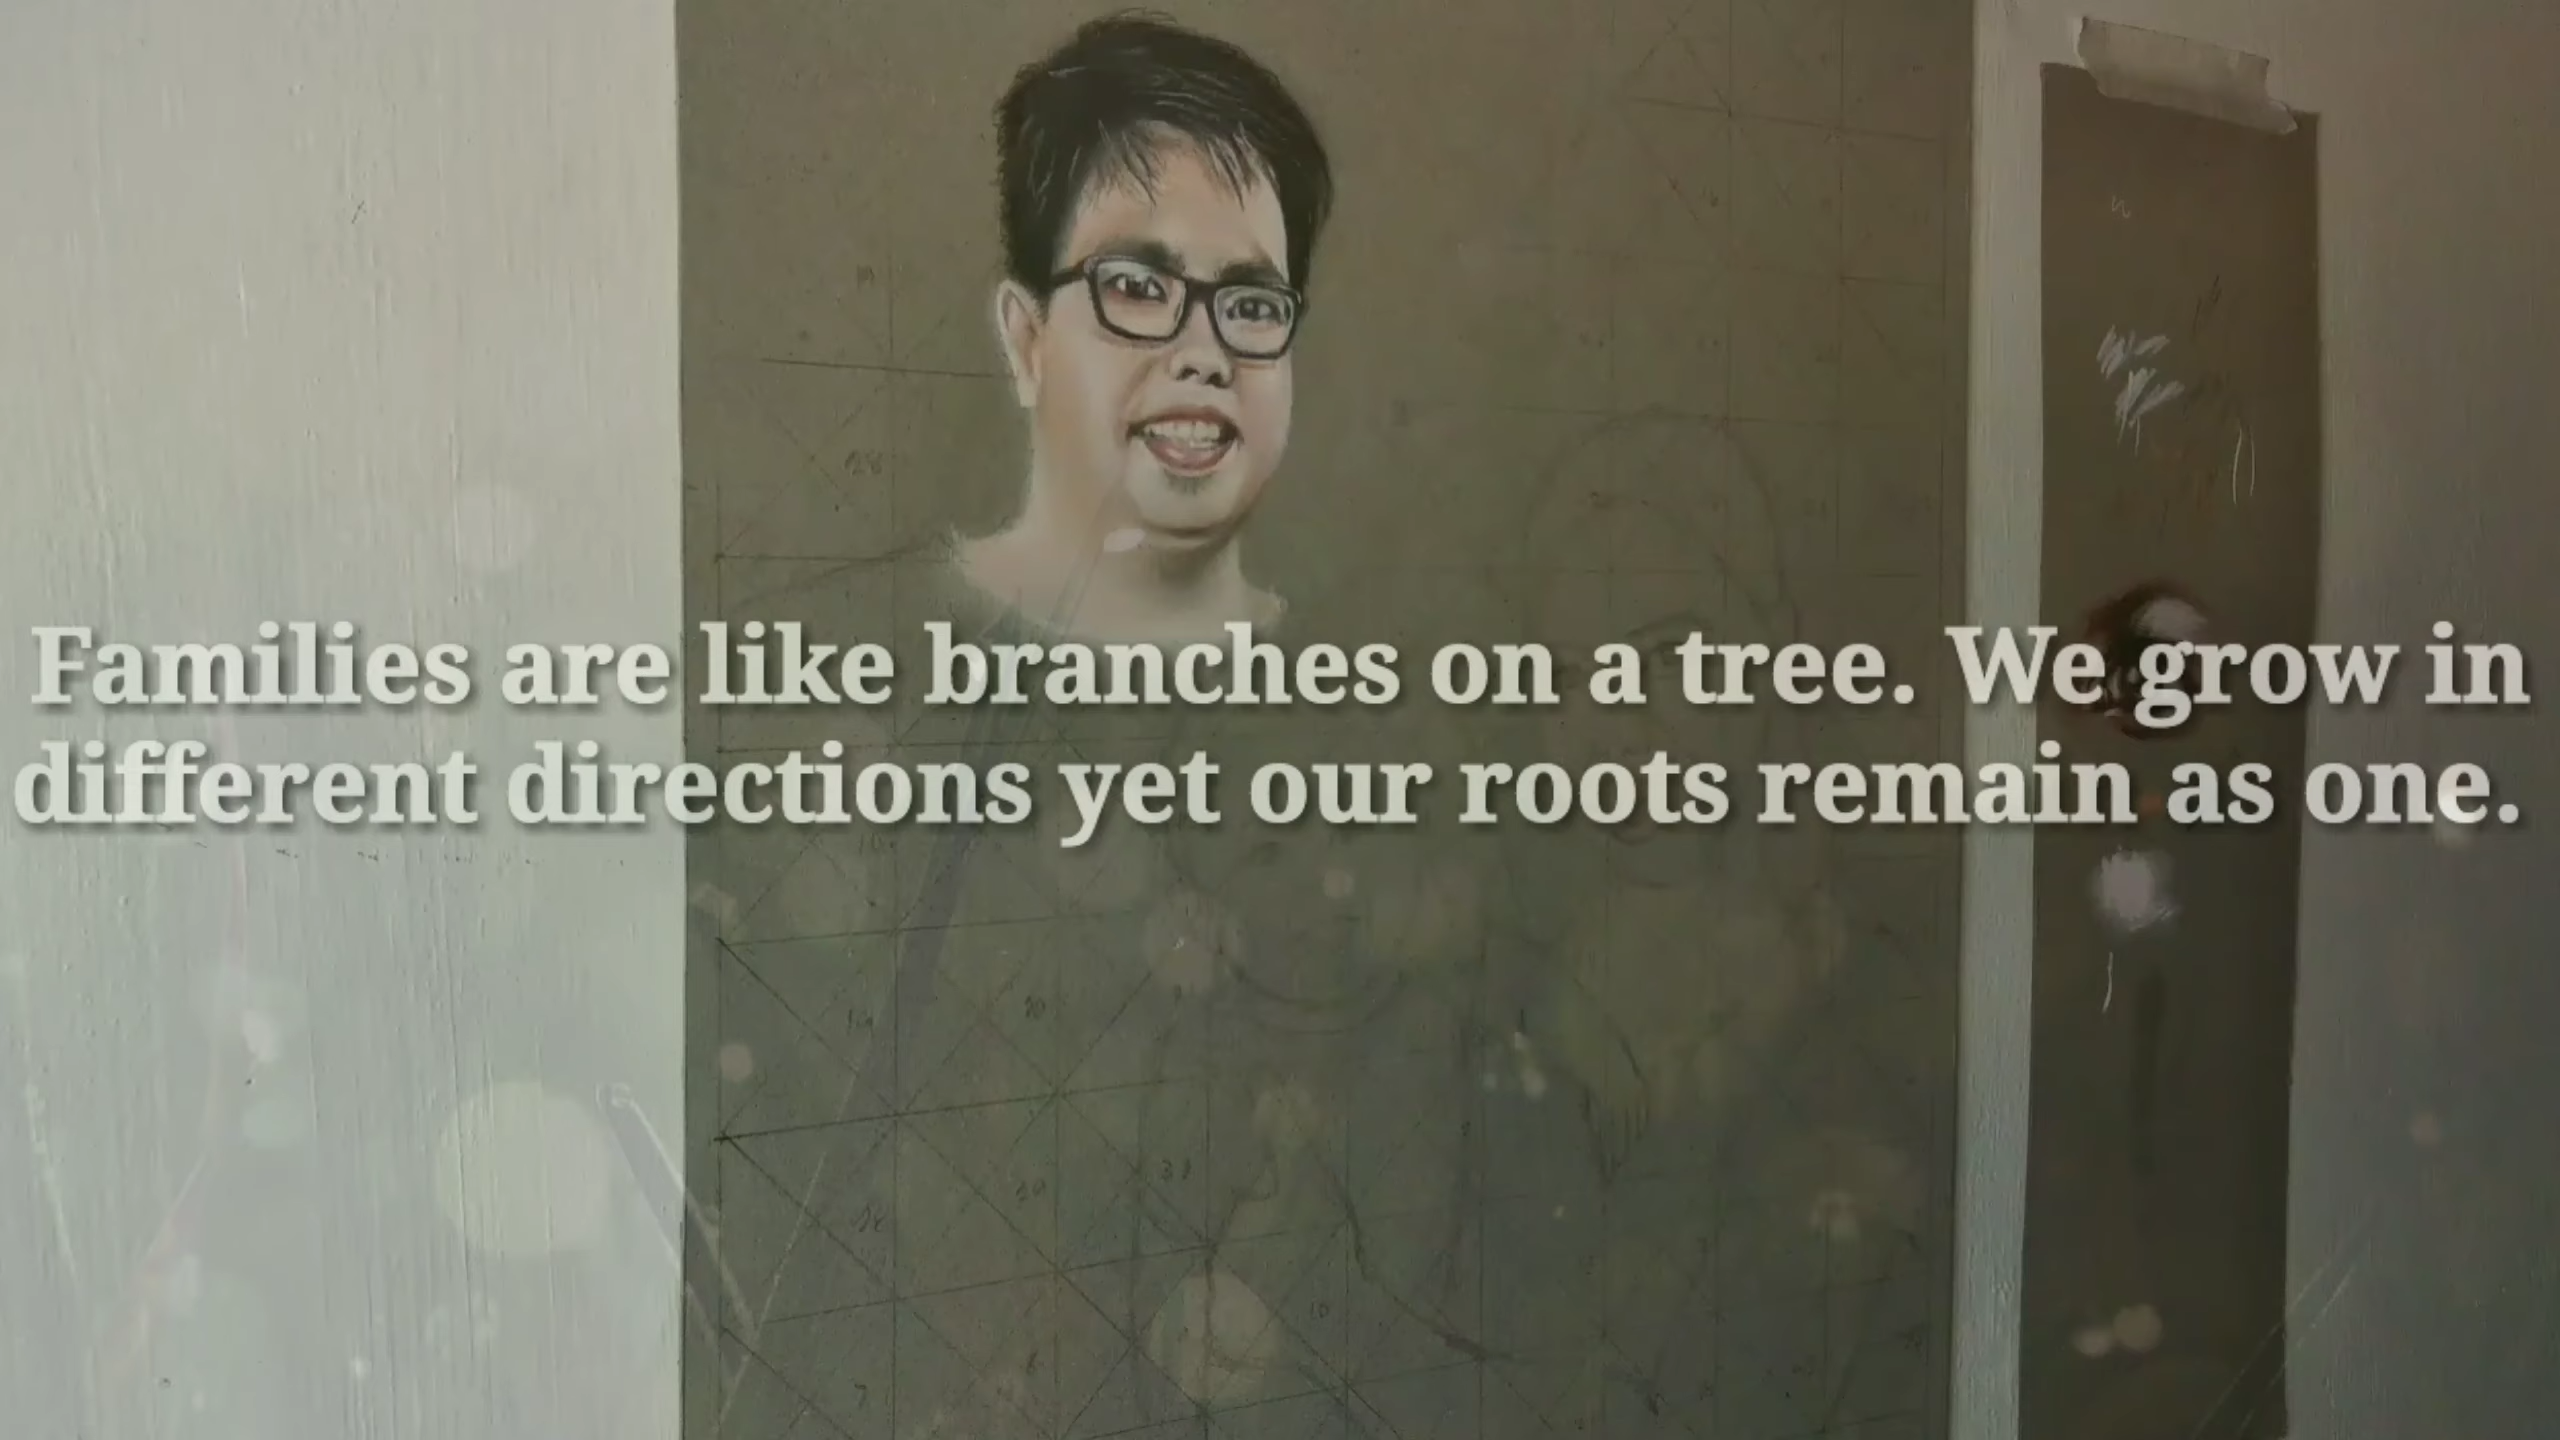 Families are like branches on a tree. We grow in
different directions yet our roots remain as one.